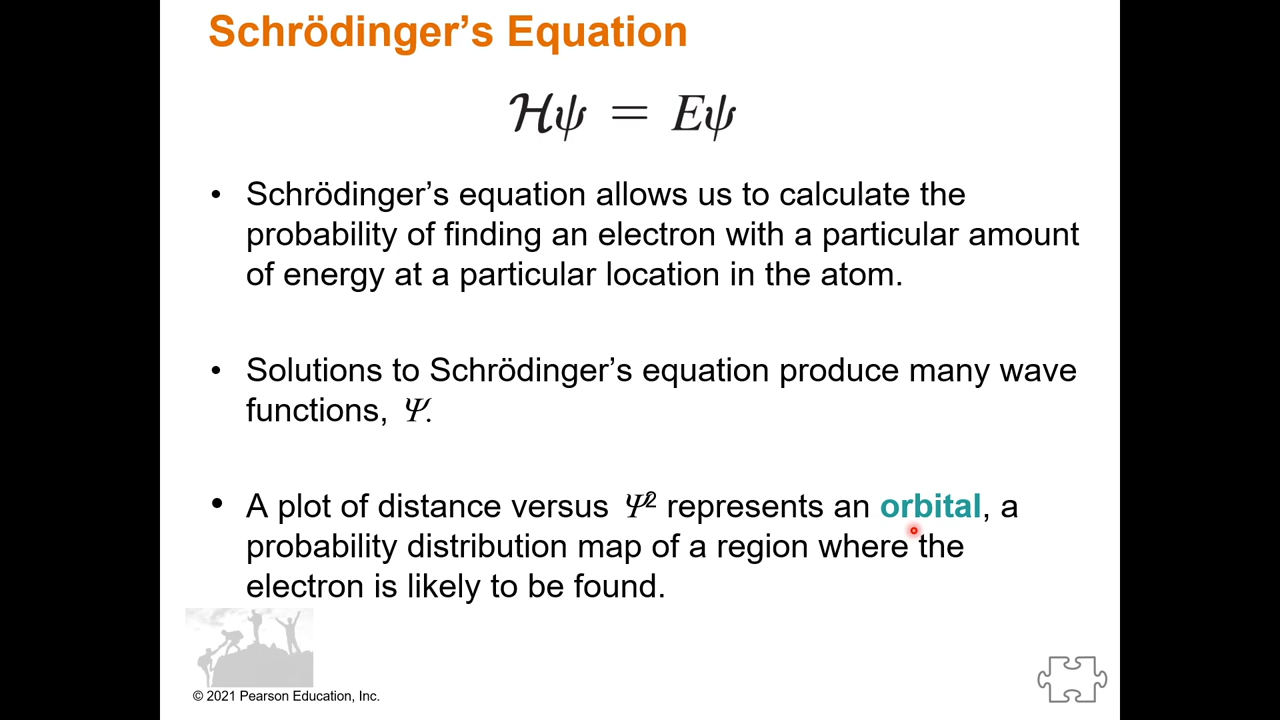 Schrödinger’s Equation
ℋψ = Eψ
• Schrödinger’s equation allows us to calculate the
probability of finding an electron with a particular amount
of energy at a particular location in the atom.
• Solutions to Schrödinger’s equation produce many wave
functions, Ψ.
• A plot of distance versus Ψ² represents an orbital, a
probability distribution map of a region where the
electron is likely to be found.
© 2021 Pearson Education, Inc.